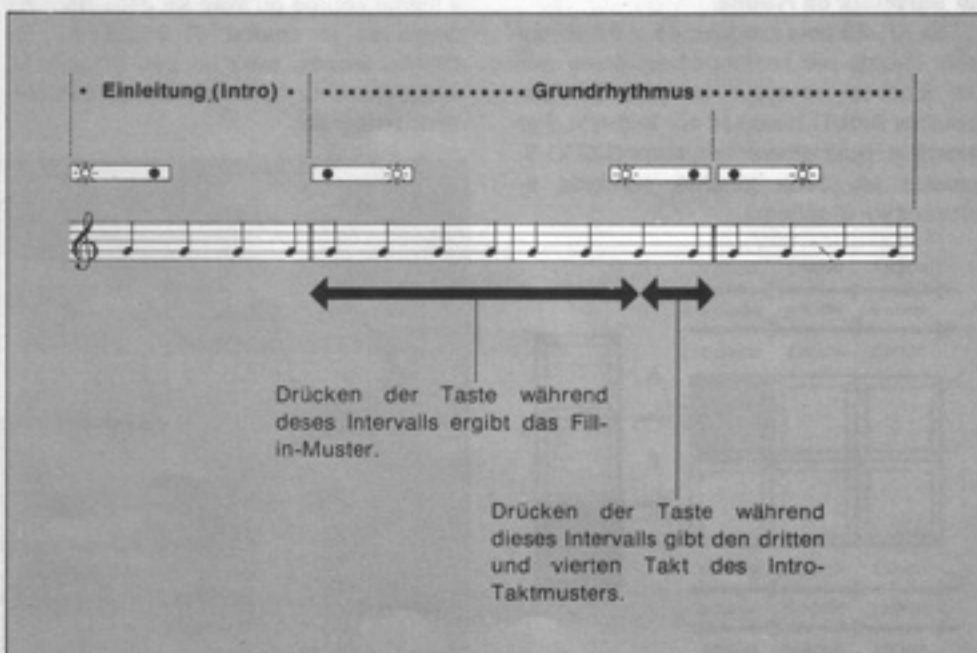 Einleitung (Intro) Grundrhythmus
Drücken der Taste während
deses Intervalls ergibt das Fill-
in-Muster.
Drücken der Taste während
dieses Intervalls gibt den dritten
und vierten Takt des Intro-
Taktmusters.